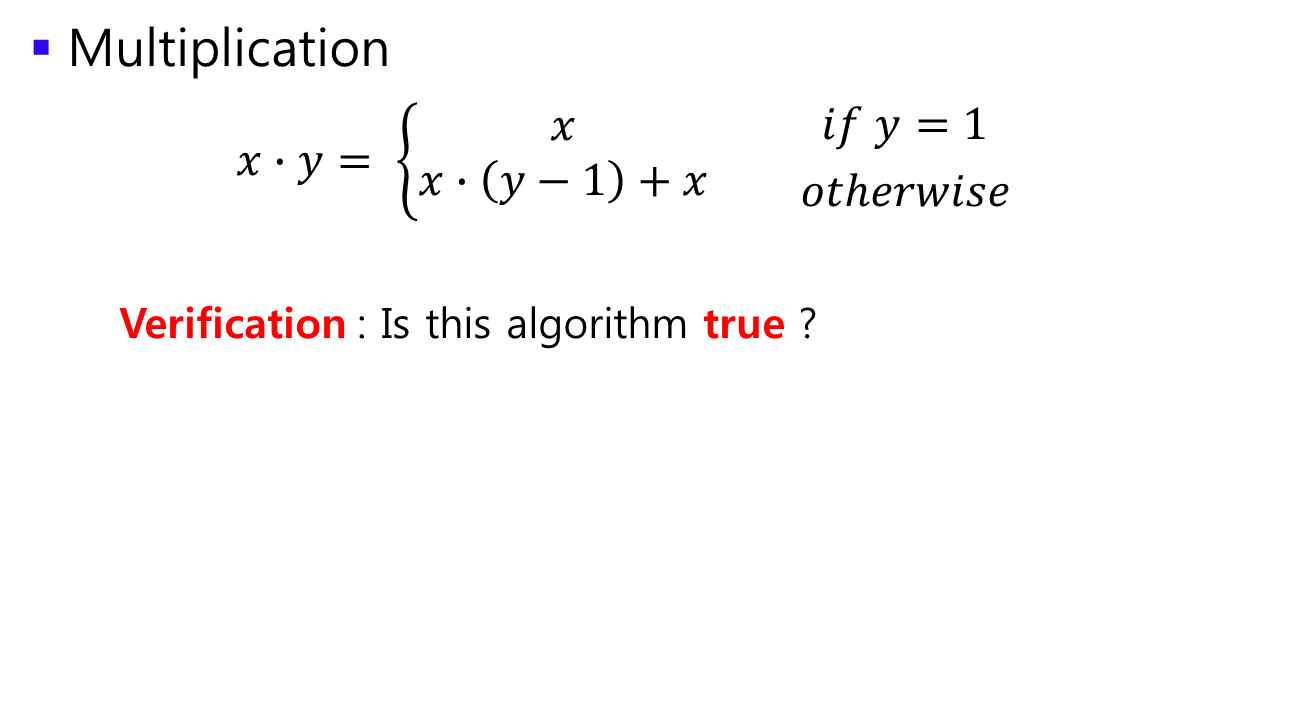 ▪ Multiplication
x · y = { x if y = 1
x · (y − 1) + x otherwise
Verification : Is this algorithm true ?